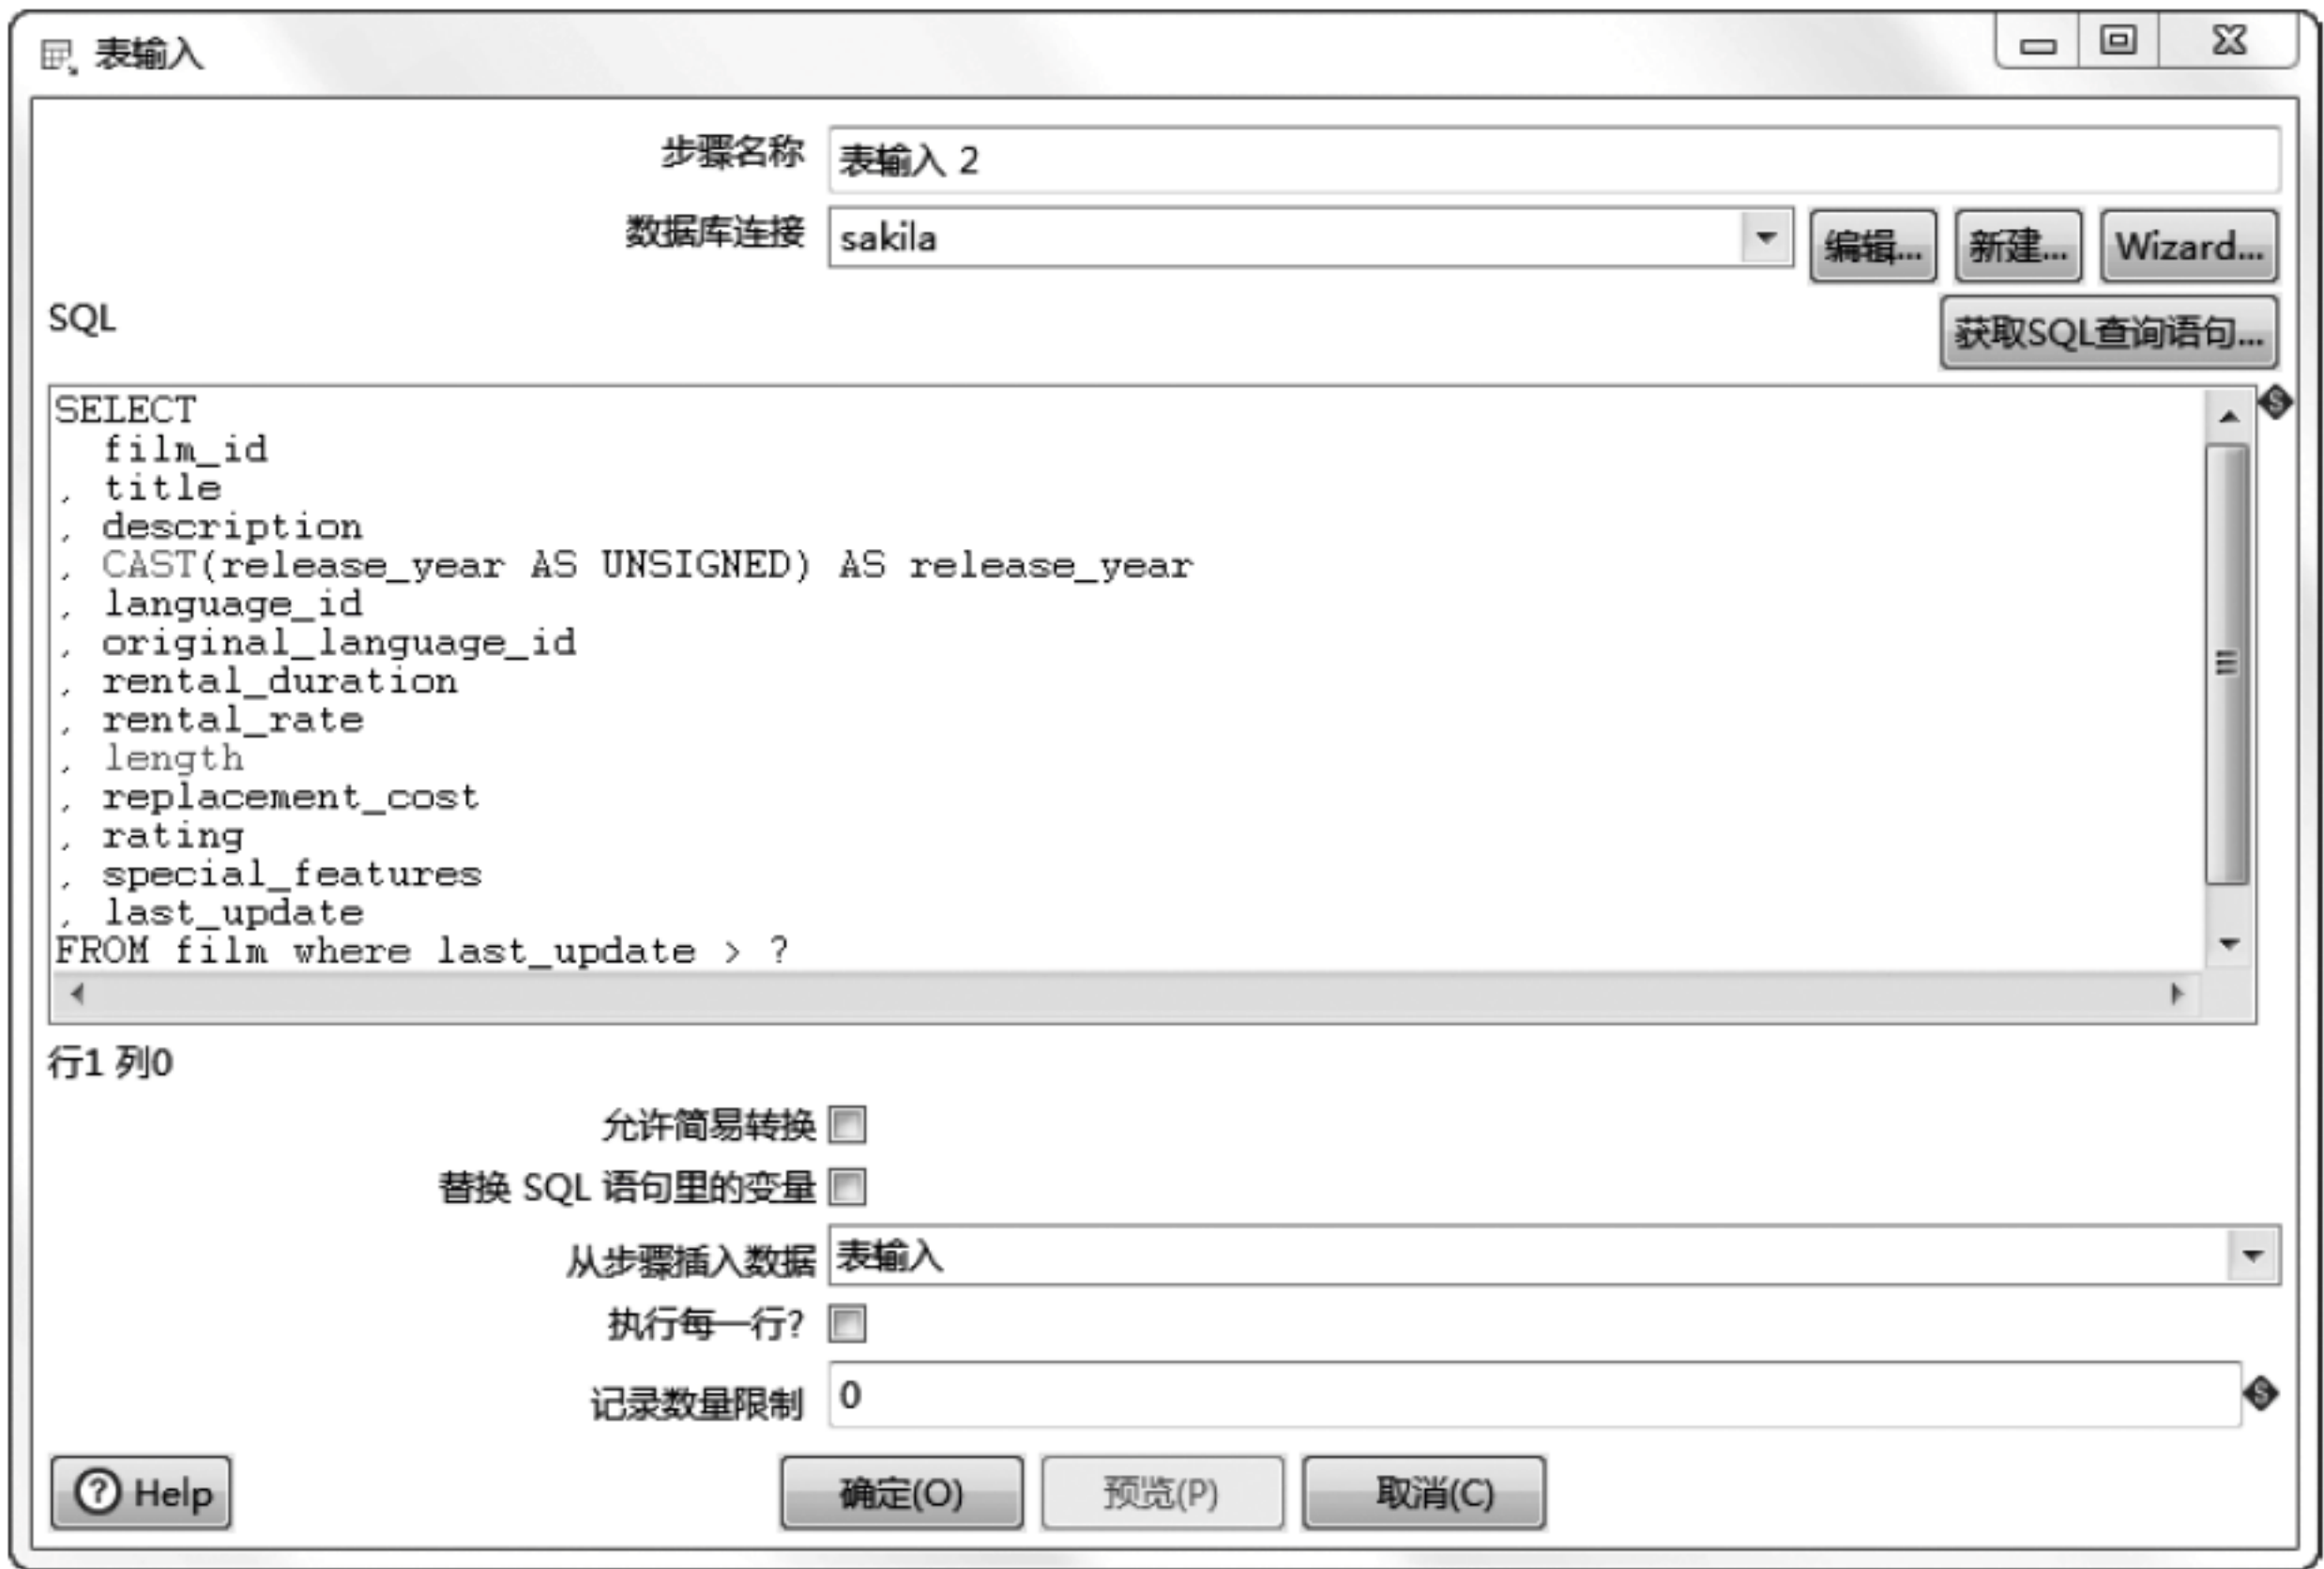 表输入
步骤名称 表输入 2
数据库连接 sakila 编辑... 新建... Wizard...
SQL 获取SQL查询语句...
SELECT
film_id
, title
, description
, CAST(release_year AS UNSIGNED) AS release_year
, language_id
, original_language_id
, rental_duration
, rental_rate
, length
, replacement_cost
, rating
, special_features
, last_update
FROM film where last_update > ?
行1 列0
允许简易转换
替换 SQL 语句里的变量
从步骤插入数据 表输入
执行每一行?
记录数量限制 0
Help 确定(O) 预览(P) 取消(C)